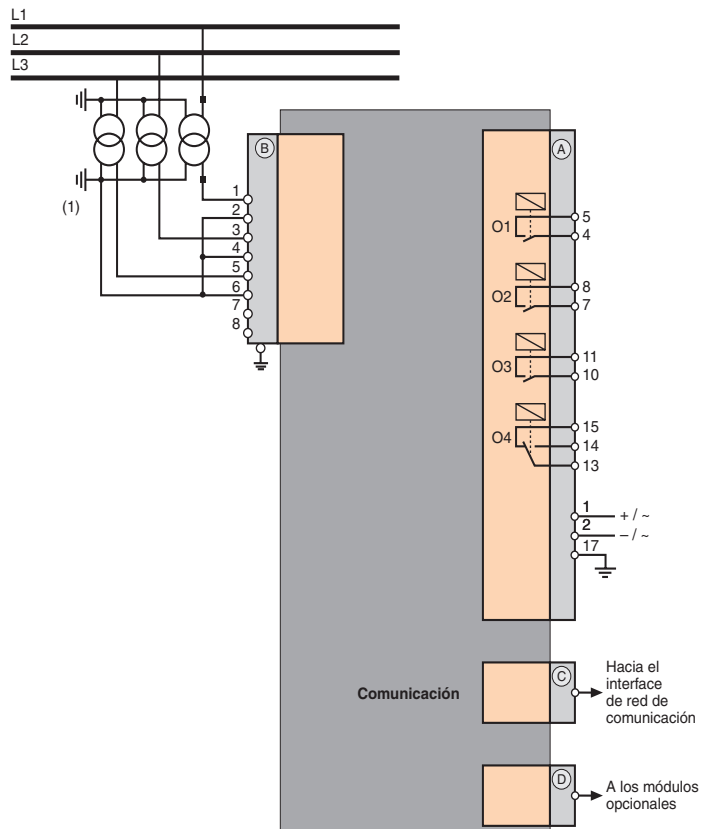 L1
L2
L3
(1)
B
1
2
3
4
5
6
7
8
A
O1
5
4
O2
8
7
O3
11
10
O4
15
14
13
1 + / ~
2 – / ~
17
Comunicación
C
Hacia el
interface
de red de
comunicación
D
A los módulos
opcionales